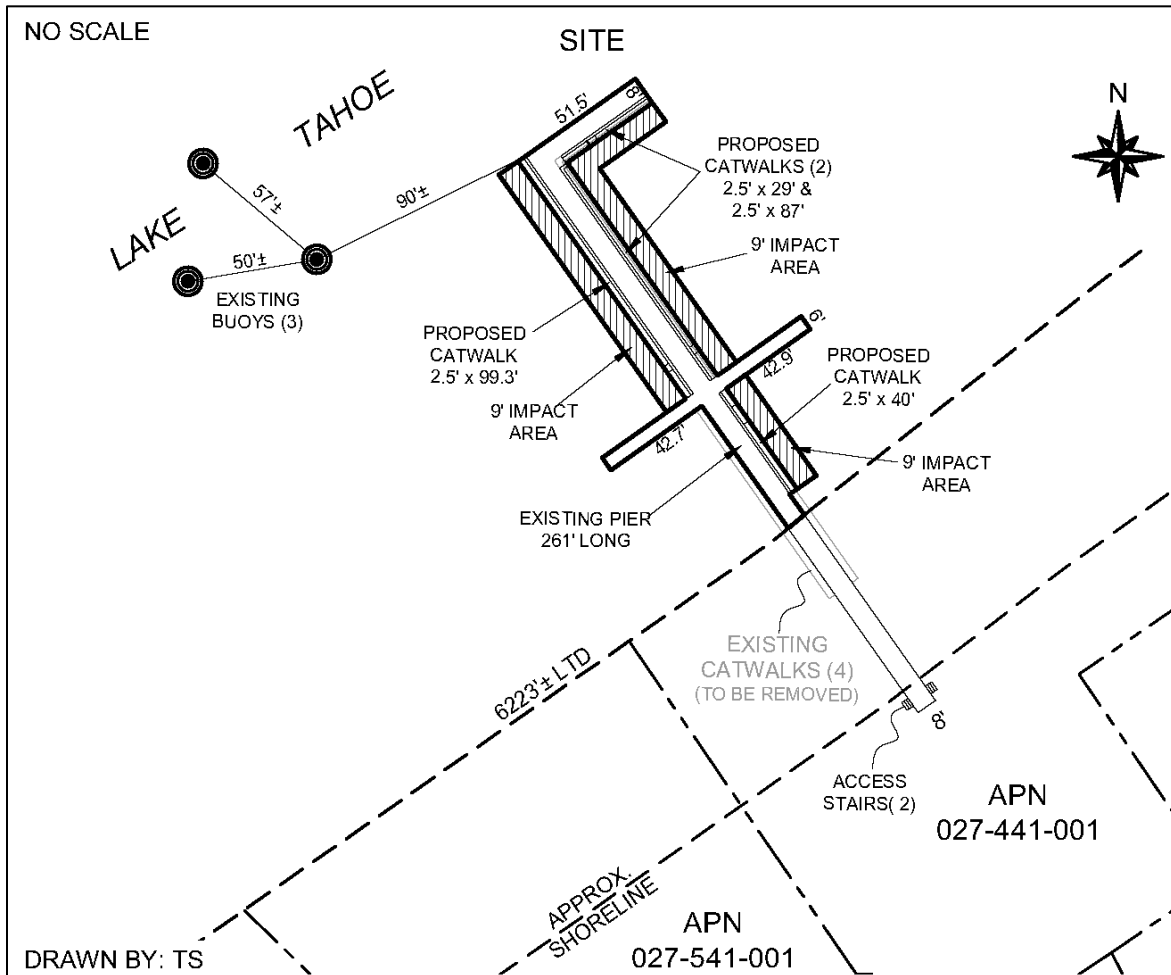 NO SCALE
SITE
LAKE TAHOE
51.5'
8'
N
57'±
90'±
50'±
EXISTING
BUOYS (3)
PROPOSED
CATWALKS (2)
2.5' x 29' &
2.5' x 87'
9' IMPACT
AREA
PROPOSED
CATWALK
2.5' x 99.3'
9' IMPACT
AREA
6'
42.9'
PROPOSED
CATWALK
2.5' x 40'
42.7'
9' IMPACT
AREA
EXISTING PIER
261' LONG
EXISTING
CATWALKS (4)
(TO BE REMOVED)
6223'± LTD
8'
ACCESS
STAIRS( 2)
APN
027-441-001
APPROX.
SHORELINE
APN
027-541-001
DRAWN BY: TS